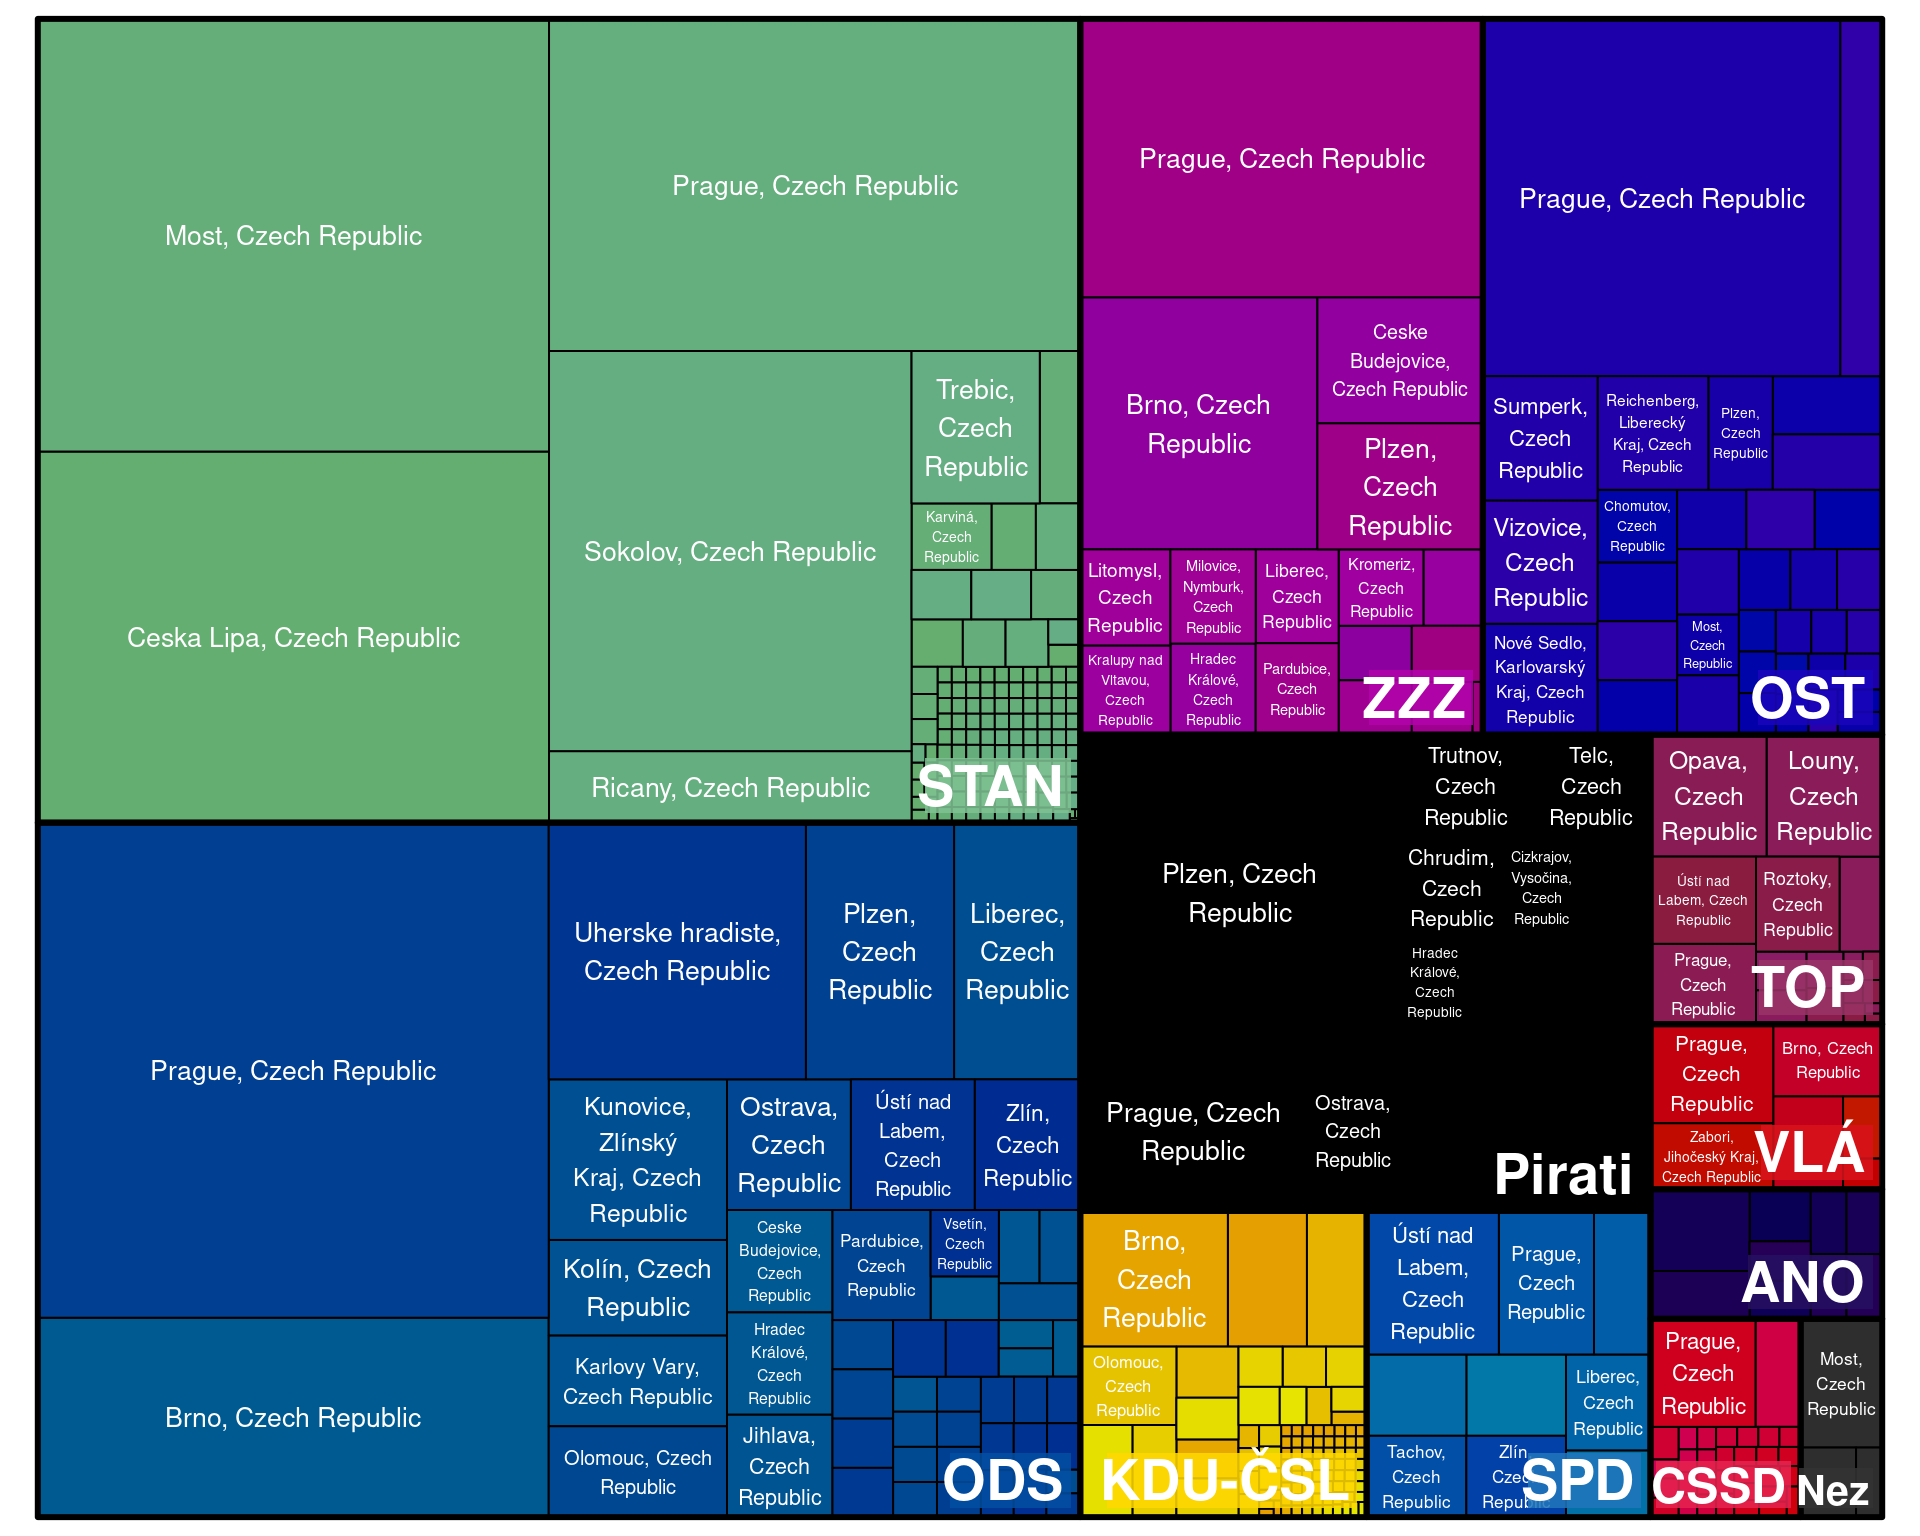 Most, Czech Republic
Prague, Czech Republic
Ceska Lipa, Czech Republic
Sokolov, Czech Republic
Trebic,
Czech
Republic
Karviná,
Czech
Republic
Ricany, Czech Republic
STAN
Prague, Czech Republic
Brno, Czech
Republic
Ceske
Budejovice,
Czech Republic
Plzen,
Czech
Republic
Litomysl,
Czech
Republic
Milovice,
Nymburk,
Czech
Republic
Liberec,
Czech
Republic
Kromeriz,
Czech
Republic
Kralupy nad
Vltavou,
Czech
Republic
Hradec
Králové,
Czech
Republic
Pardubice,
Czech
Republic
ZZZ
Prague, Czech Republic
Sumperk,
Czech
Republic
Reichenberg,
Liberecký
Kraj, Czech
Republic
Plzen,
Czech
Republic
Vizovice,
Czech
Republic
Chomutov,
Czech
Republic
Nové Sedlo,
Karlovarský
Kraj, Czech
Republic
Most,
Czech
Republic
OST
Prague, Czech Republic
Brno, Czech Republic
Uherske hradiste,
Czech Republic
Plzen,
Czech
Republic
Liberec,
Czech
Republic
Kunovice,
Zlínský
Kraj, Czech
Republic
Ostrava,
Czech
Republic
Ústí nad
Labem,
Czech
Republic
Zlín,
Czech
Republic
Kolín, Czech
Republic
Karlovy Vary,
Czech Republic
Olomouc, Czech
Republic
Ceske
Budejovice,
Czech
Republic
Pardubice,
Czech
Republic
Vsetín,
Czech
Republic
Hradec
Králové,
Czech
Republic
Jihlava,
Czech
Republic
ODS
Plzen, Czech
Republic
Trutnov,
Czech
Republic
Telc,
Czech
Republic
Chrudim,
Czech
Republic
Cizkrajov,
Vysočina,
Czech
Republic
Hradec
Králové,
Czech
Republic
Prague, Czech
Republic
Ostrava,
Czech
Republic
Pirati
Opava,
Czech
Republic
Louny,
Czech
Republic
Ústí nad
Labem, Czech
Republic
Roztoky,
Czech
Republic
Prague,
Czech
Republic
TOP
Prague,
Czech
Republic
Brno, Czech
Republic
Zabori,
Jihočeský Kraj,
Czech Republic
VLÁ
ANO
Brno,
Czech
Republic
Olomouc,
Czech
Republic
KDU-ČSL
Ústí nad
Labem,
Czech
Republic
Prague,
Czech
Republic
Liberec,
Czech
Republic
Tachov,
Czech
Republic
Zlín
Czech
Republic
SPD
Prague,
Czech
Republic
CSSD
Most,
Czech
Republic
Nez